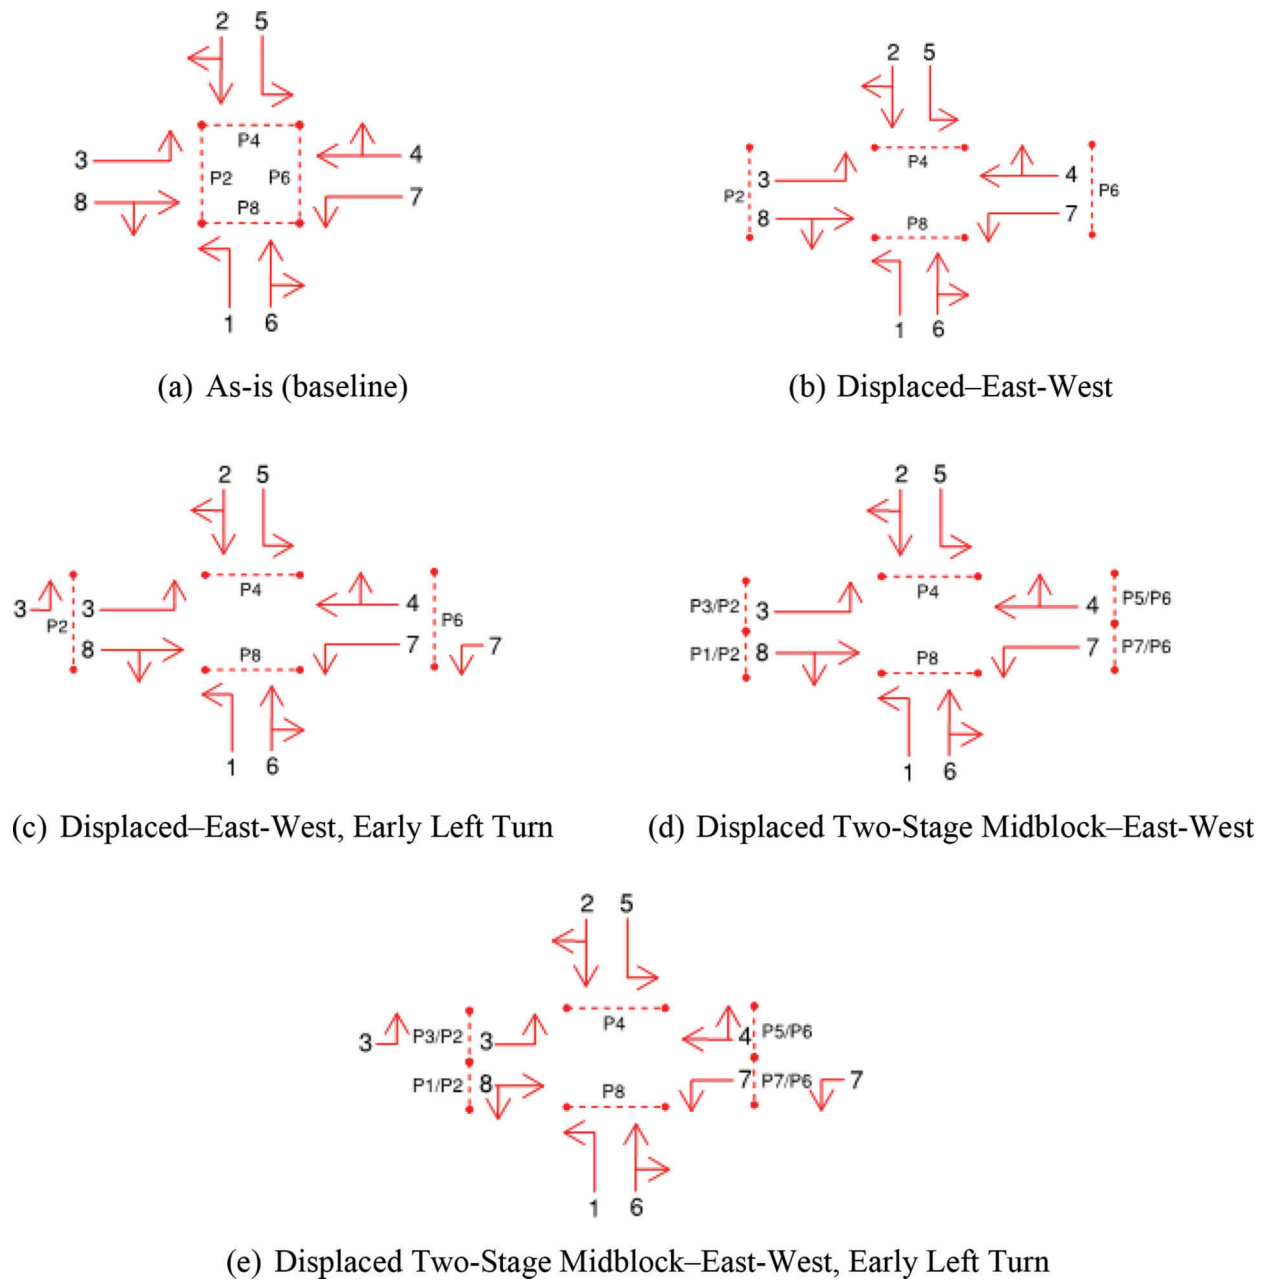 2 5
P4
3 4
P2 P6
8 7
P8
1 6
(a) As-is (baseline)
2 5
P4
3 4
P2 P6
8 7
P8
1 6
(b) Displaced–East-West
2 5
3 3 P4 4
P2 P6
8 P8 7 7
1 6
(c) Displaced–East-West, Early Left Turn
2 5
P3/P2 3 P4 4 P5/P6
P1/P2 8 P8 7 P7/P6
1 6
(d) Displaced Two-Stage Midblock–East-West
2 5
3 P3/P2 3 P4 4 P5/P6
P1/P2 8 P8 7 P7/P6 7
1 6
(e) Displaced Two-Stage Midblock–East-West, Early Left Turn